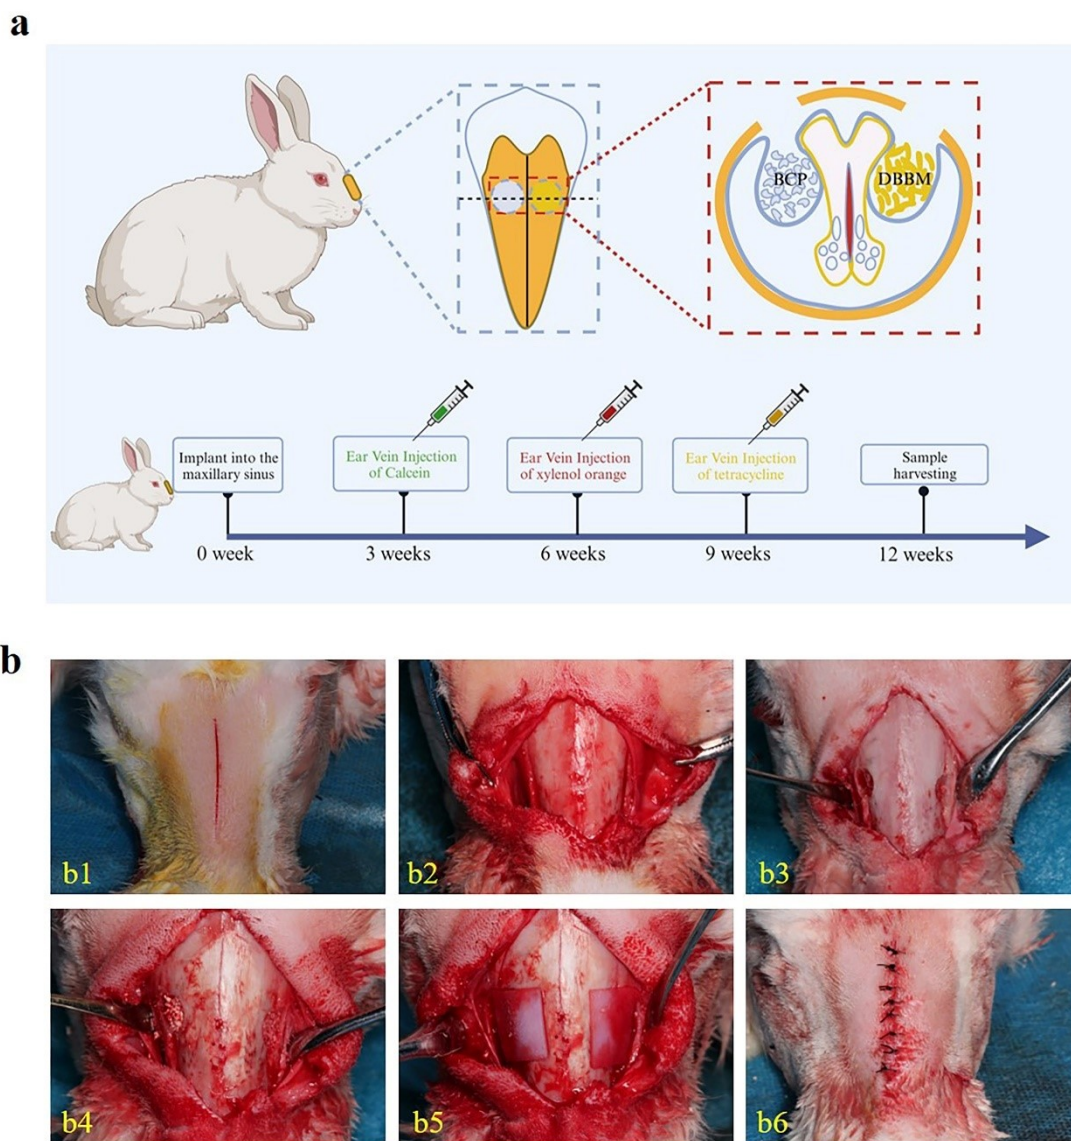 a
BCP
DBBM
Implant into the
maxillary sinus
Ear Vein Injection
of Calcein
Ear Vein Injection
of xylenol orange
Ear Vein Injection
of tetracycline
Sample
harvesting
0 week
3 weeks
6 weeks
9 weeks
12 weeks
b
b1
b2
b3
b4
b5
b6